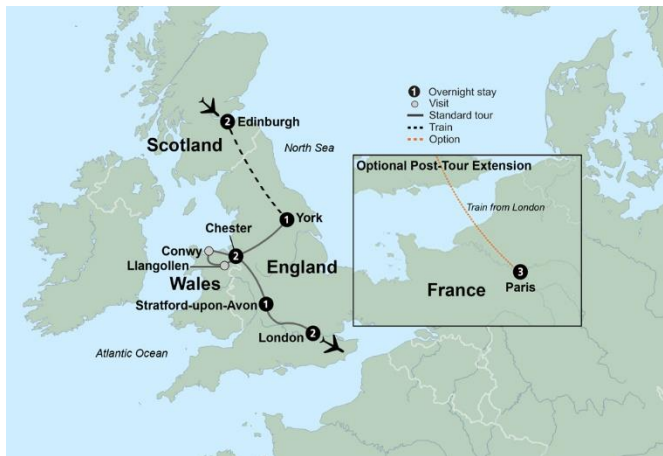 1 Overnight stay
Visit
Standard tour
Train
Option
2 Edinburgh
Scotland
North Sea
Optional Post-Tour Extension
Train from London
1 York
Chester
2
Conwy
Llangollen
England
Wales
3
Paris
France
Stratford-upon-Avon 1
London 2
Atlantic Ocean